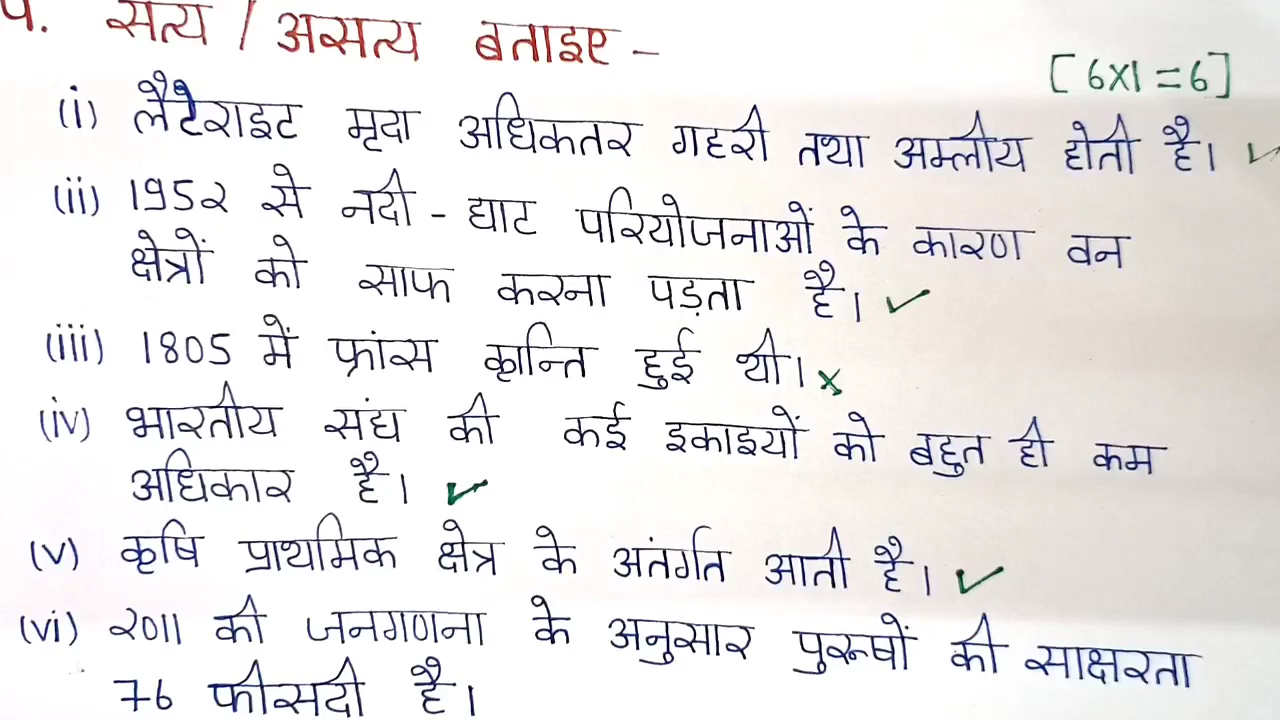 4. सत्य / असत्य बताइए -
[6x1=6]
(i) लैटेराइट मृदा अधिकतर गहरी तथा अम्लीय होती है। ✓
(ii) 1952 से नदी - घाट परियोजनाओं के कारण वन
क्षेत्रों को साफ करना पड़ता है। ✓
(iii) 1805 में फ्रांस कृान्ति हुई थी। x
(iv) भारतीय संघ की कई इकाइयों को बहुत ही कम
अधिकार है। ✓
(v) कृषि प्राथमिक क्षेत्र के अंतर्गत आती है। ✓
(vi) 2011 की जनगणना के अनुसार पुरूषों की साक्षरता
76 फीसदी है।